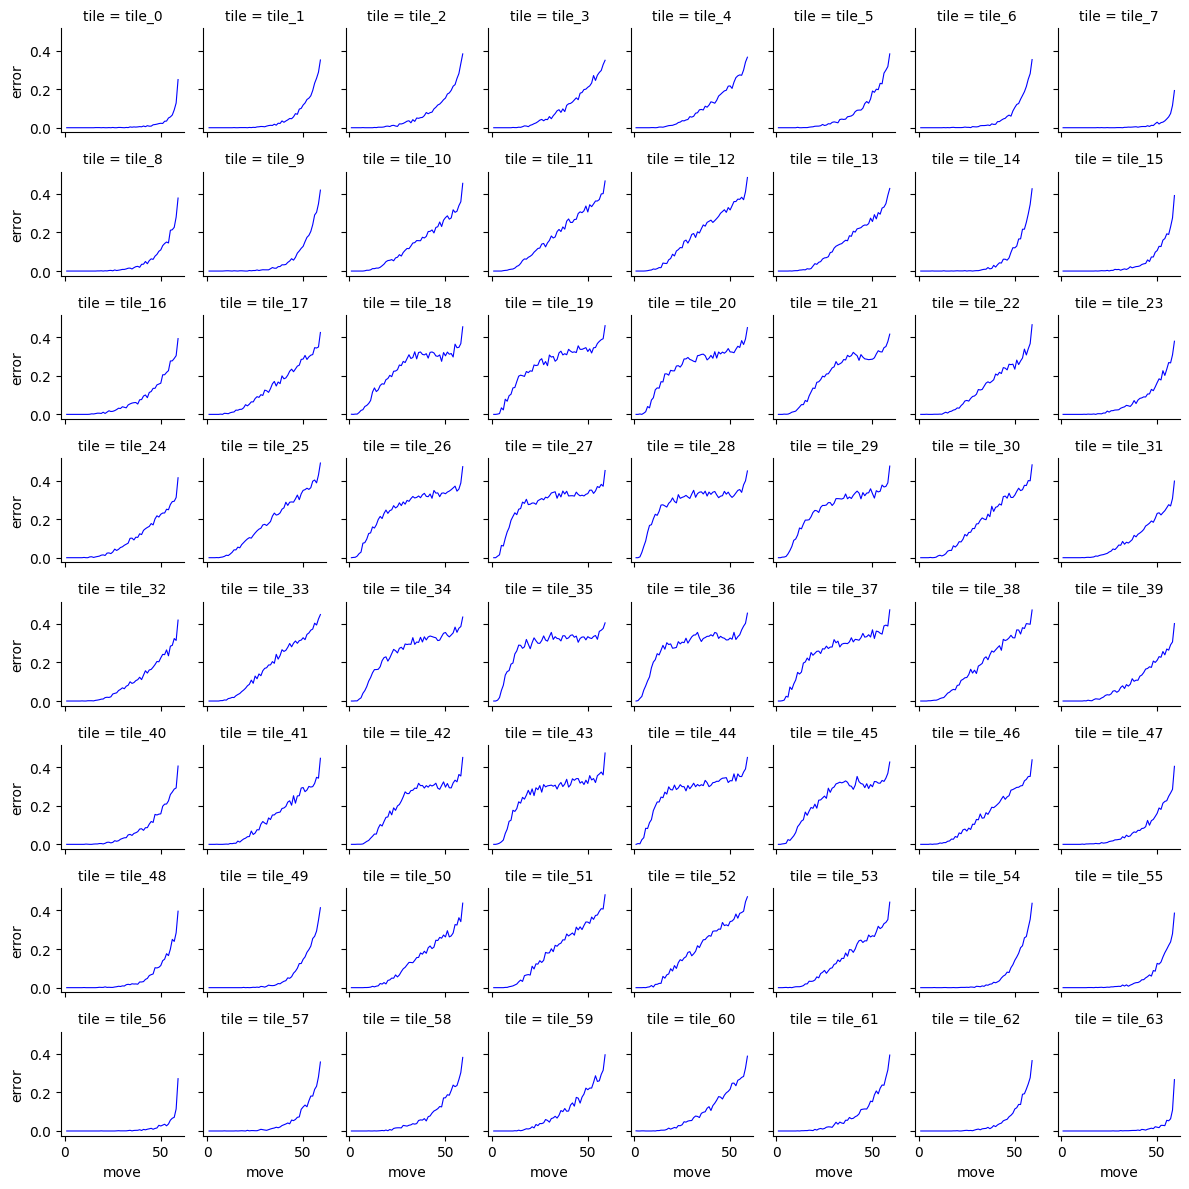 tile = tile_0 tile = tile_1 tile = tile_2 tile = tile_3 tile = tile_4 tile = tile_5 tile = tile_6 tile = tile_7
0.4
error
0.2
0.0
tile = tile_8 tile = tile_9 tile = tile_10 tile = tile_11 tile = tile_12 tile = tile_13 tile = tile_14 tile = tile_15
0.4
error
0.2
0.0
tile = tile_16 tile = tile_17 tile = tile_18 tile = tile_19 tile = tile_20 tile = tile_21 tile = tile_22 tile = tile_23
0.4
error
0.2
0.0
tile = tile_24 tile = tile_25 tile = tile_26 tile = tile_27 tile = tile_28 tile = tile_29 tile = tile_30 tile = tile_31
0.4
error
0.2
0.0
tile = tile_32 tile = tile_33 tile = tile_34 tile = tile_35 tile = tile_36 tile = tile_37 tile = tile_38 tile = tile_39
0.4
error
0.2
0.0
tile = tile_40 tile = tile_41 tile = tile_42 tile = tile_43 tile = tile_44 tile = tile_45 tile = tile_46 tile = tile_47
0.4
error
0.2
0.0
tile = tile_48 tile = tile_49 tile = tile_50 tile = tile_51 tile = tile_52 tile = tile_53 tile = tile_54 tile = tile_55
0.4
error
0.2
0.0
tile = tile_56 tile = tile_57 tile = tile_58 tile = tile_59 tile = tile_60 tile = tile_61 tile = tile_62 tile = tile_63
0.4
error
0.2
0.0
0 50 0 50 0 50 0 50 0 50 0 50 0 50 0 50
move move move move move move move move